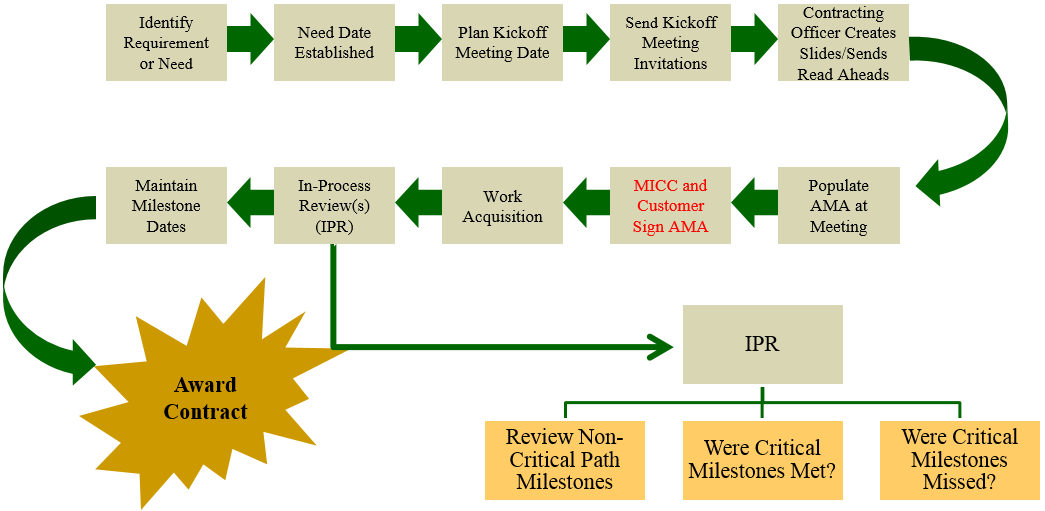 Identify
Requirement
or Need
Need Date
Established
Plan Kickoff
Meeting Date
Send Kickoff
Meeting
Invitations
Contracting
Officer Creates
Slides/Sends
Read Aheads
Maintain
Milestone
Dates
In-Process
Review(s)
(IPR)
Work
Acquisition
MICC and
Customer
Sign AMA
Populate
AMA at
Meeting
Award
Contract
IPR
Review Non-
Critical Path
Milestones
Were Critical
Milestones Met?
Were Critical
Milestones
Missed?